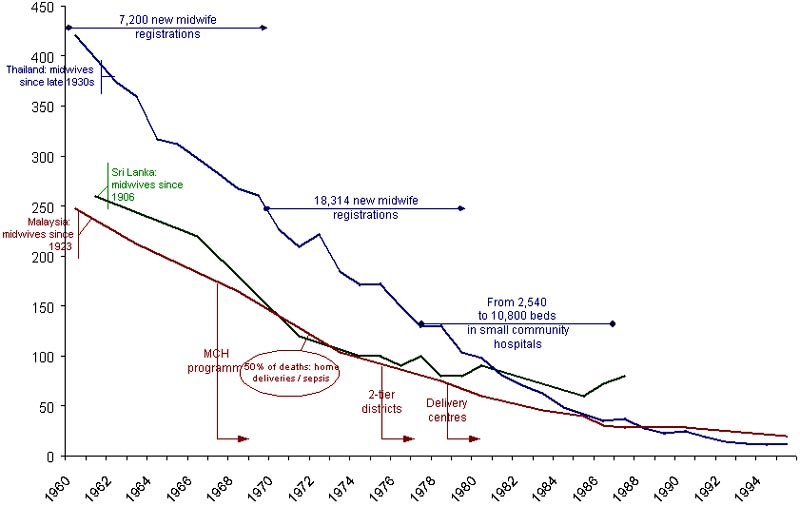 450
400
350
300
250
200
150
100
50
0
7,200 new midwife
registrations
Thailand: midwives
since late 1930s
Sri Lanka:
midwives since
1906
Malaysia:
midwives since
1923
18,314 new midwife
registrations
From 2,540
to 10,800 beds
in small community
hospitals
MCH
programm
50% of deaths: home
deliveries / sepsis
2-tier
districts
Delivery
centres
1960
1962
1964
1966
1968
1970
1972
1974
1976
1978
1980
1982
1984
1986
1988
1990
1992
1994